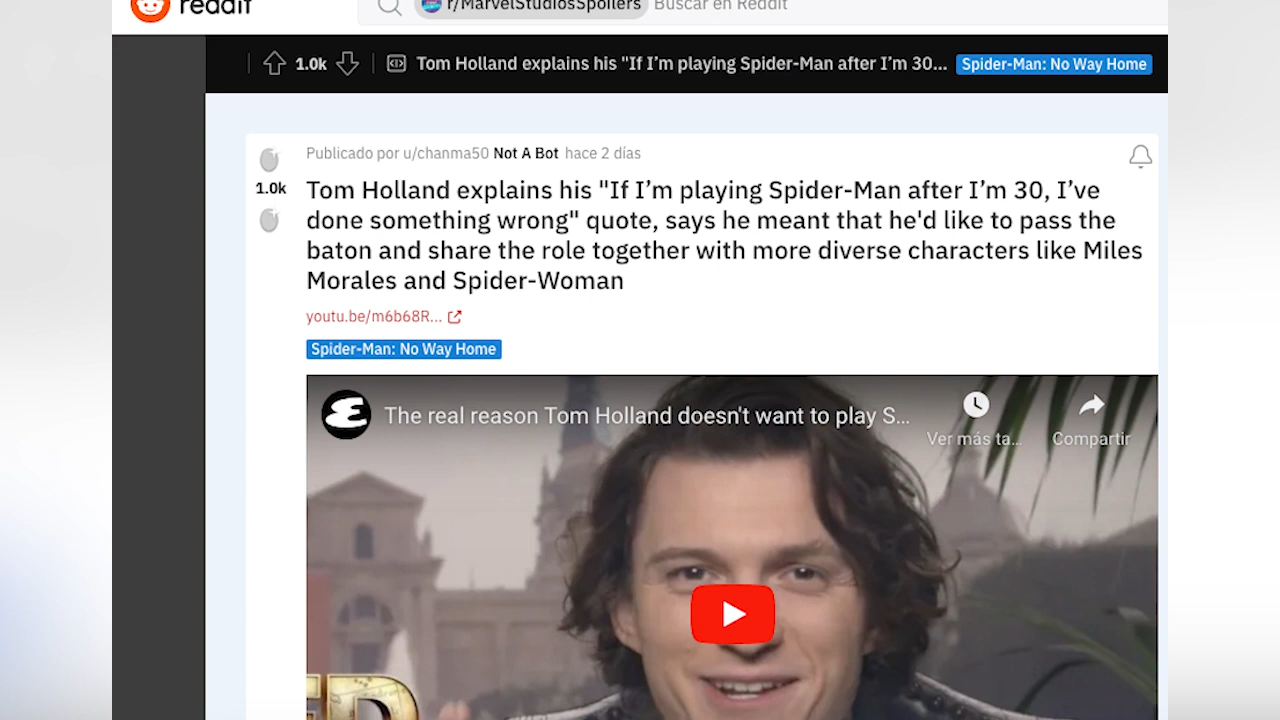 reddit
r/MarvelStudiosSpoilers Buscar en Reddit
1.0k Tom Holland explains his "If I’m playing Spider-Man after I’m 30... Spider-Man: No Way Home
Publicado por u/chanma50 Not A Bot hace 2 días
1.0k
Tom Holland explains his "If I’m playing Spider-Man after I’m 30, I’ve
done something wrong" quote, says he meant that he'd like to pass the
baton and share the role together with more diverse characters like Miles
Morales and Spider-Woman
youtu.be/m6b68R...
Spider-Man: No Way Home
The real reason Tom Holland doesn't want to play S...
Ver más ta... Compartir
ED